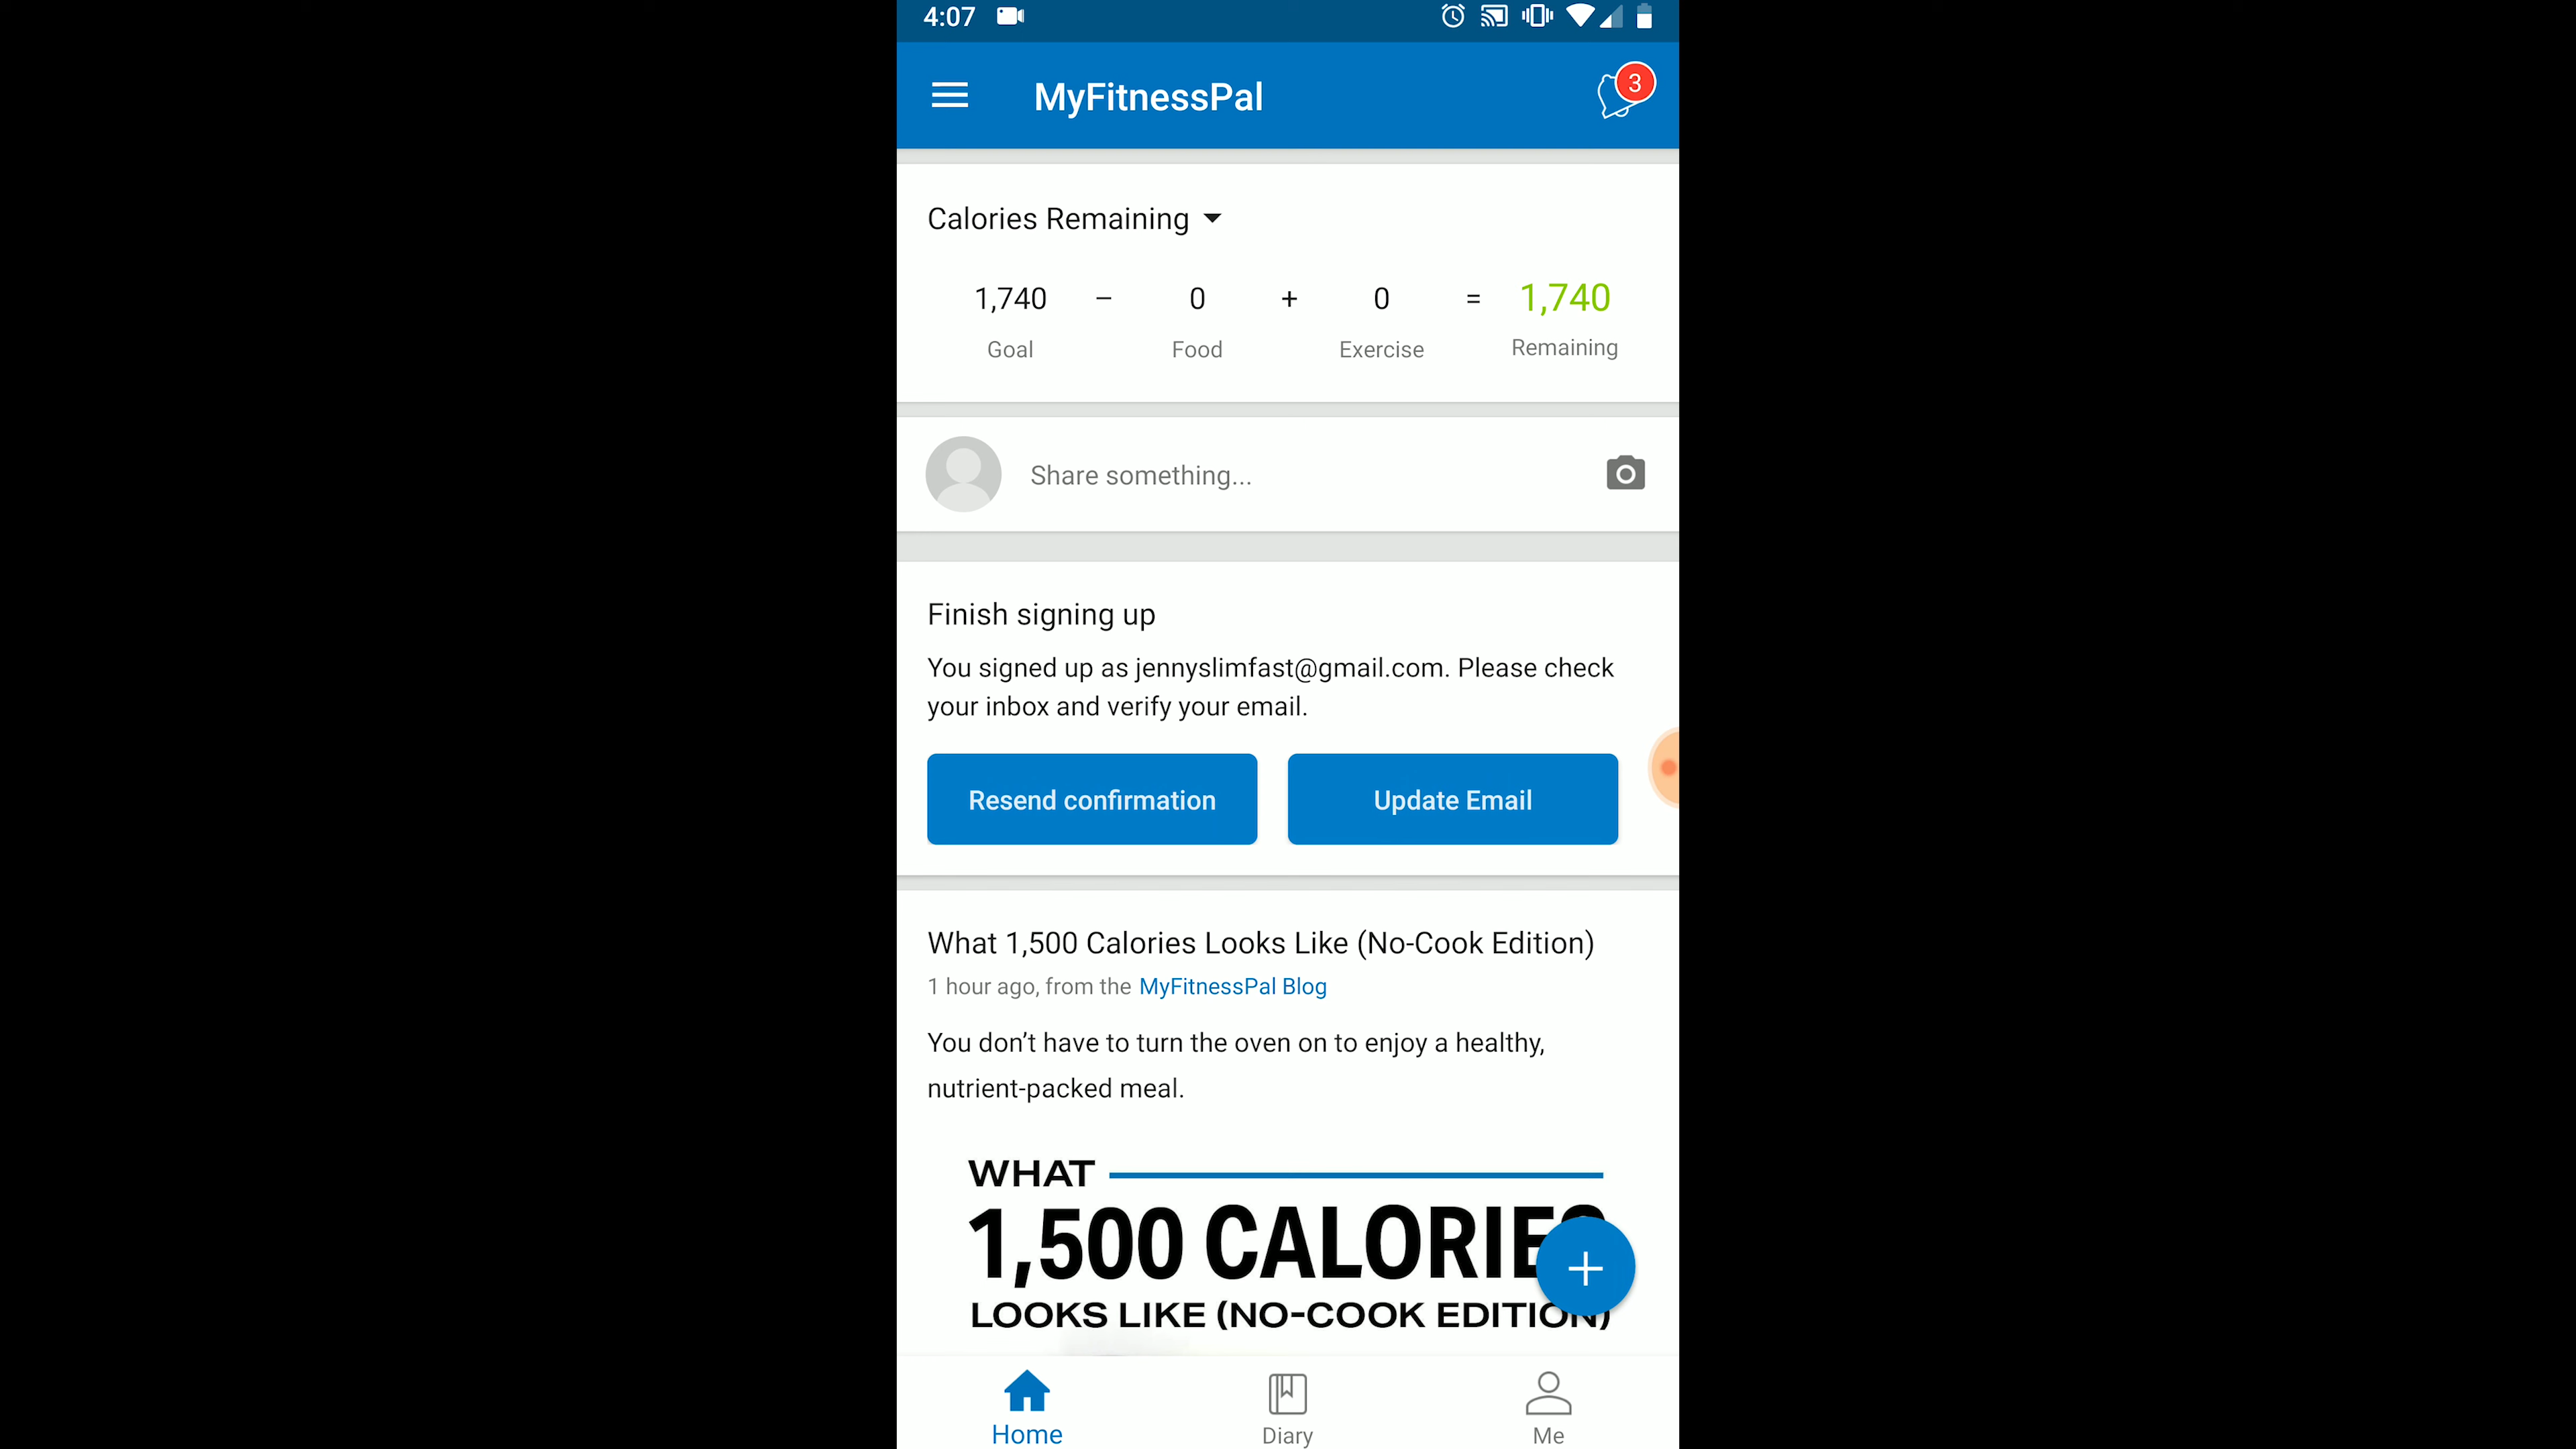 4:07
MyFitnessPal
3
Calories Remaining
1,740 – 0 + 0 = 1,740
Goal Food Exercise Remaining
Share something...
Finish signing up
You signed up as jennyslimfast@gmail.com. Please check
your inbox and verify your email.
Resend confirmation Update Email
What 1,500 Calories Looks Like (No-Cook Edition)
1 hour ago, from the MyFitnessPal Blog
You don’t have to turn the oven on to enjoy a healthy,
nutrient-packed meal.
WHAT
1,500 CALORIES
LOOKS LIKE (NO-COOK EDITION)
+
Home Diary Me